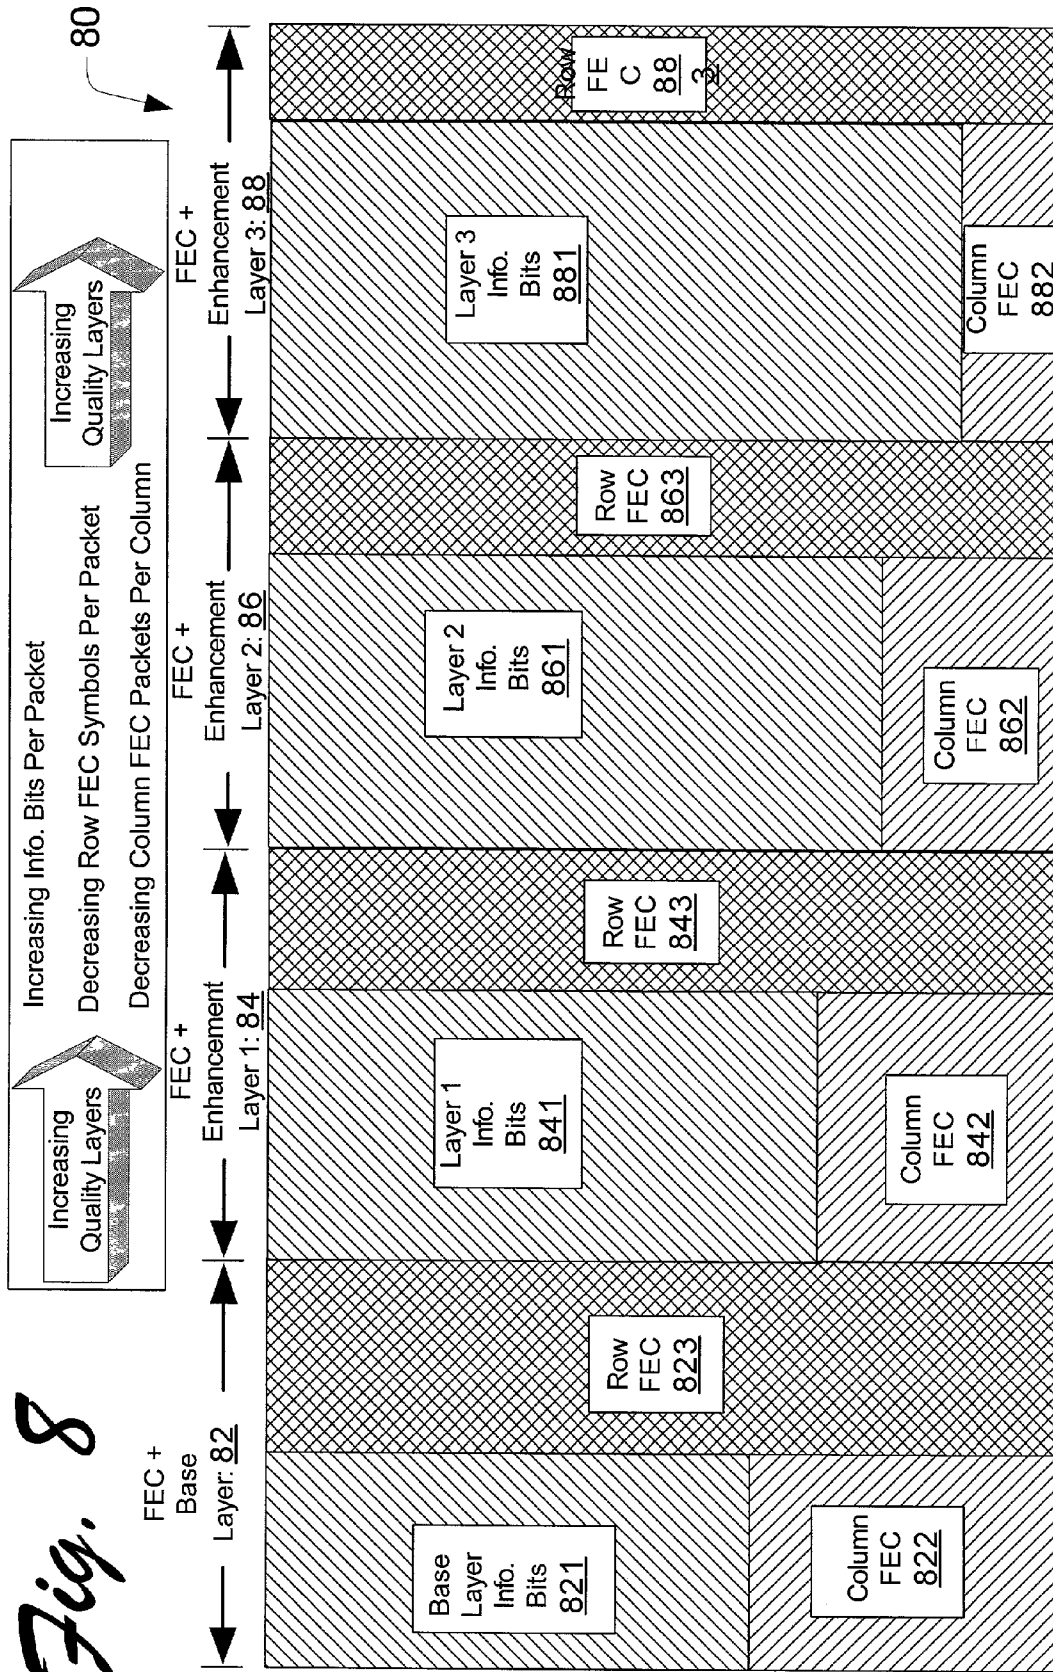 Fig. 8
80
Increasing
Quality Layers
Increasing Info. Bits Per Packet
Decreasing Row FEC Symbols Per Packet
Decreasing Column FEC Packets Per Column
Increasing
Quality Layers
FEC +
Base
Layer: 82
FEC +
Enhancement
Layer 1: 84
FEC +
Enhancement
Layer 2: 86
FEC +
Enhancement
Layer 3: 88
Base
Layer
Info.
Bits
821
Column
FEC
822
Row
FEC
823
Layer 1
Info.
Bits
841
Column
FEC
842
Row
FEC
843
Layer 2
Info.
Bits
861
Column
FEC
862
Row
FEC
863
Layer 3
Info.
Bits
881
Column
FEC
882
Row
FE
C
88
3